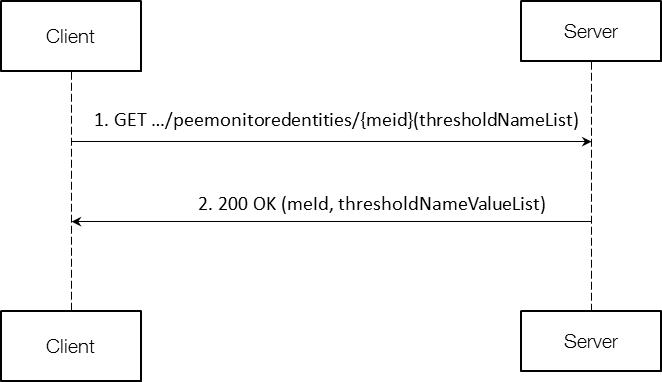 Client
Server
1. GET .../peemonitoredentities/{meid}(thresholdNameList)
2. 200 OK (meId, thresholdNameValueList)
Client
Server